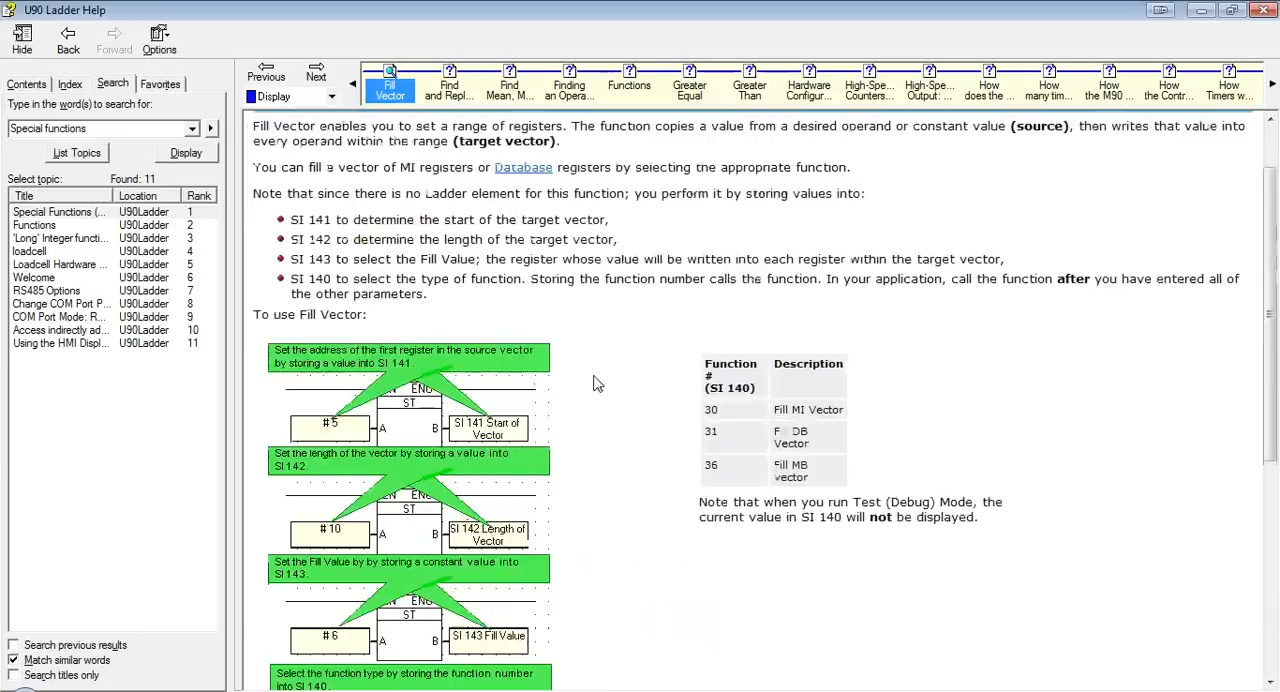 U90 Ladder Help
Hide
Back
Forward
Options
Contents
Index
Search
Favorites
Type in the word(s) to search for:
Special functions
List Topics
Display
Select topic:
Found: 11
Title Location Rank
Special Functions (... U90Ladder 1
Functions U90Ladder 2
'Long' Integer functi... U90Ladder 3
loadcell U90Ladder 4
Loadcell Hardware ... U90Ladder 5
Welcome U90Ladder 6
RS485 Options U90Ladder 7
Change COM Port P... U90Ladder 8
COM Port Mode: R... U90Ladder 9
Access indirectly ad... U90Ladder 10
Using the HMI Displ... U90Ladder 11
Search previous results
Match similar words
Search titles only
Previous
Next
Display
Fill
Vector
Find
and Repl...
Find
Mean, M...
Finding
an Opera...
Functions
Greater
Equal
Greater
Than
Hardware
Configur...
High-Spe...
Counters...
High-Spe...
Output: ...
How
does the ...
How
many tim...
How
the M90 ...
How
the Contr...
How
Timers w...
Fill Vector enables you to set a range of registers. The function copies a value from a desired operand or constant value (source), then writes that value into
every operand within the range (target vector).
You can fill a vector of MI registers or Database registers by selecting the appropriate function.
Note that since there is no Ladder element for this function; you perform it by storing values into:
SI 141 to determine the start of the target vector,
SI 142 to determine the length of the target vector,
SI 143 to select the Fill Value; the register whose value will be written into each register within the target vector,
SI 140 to select the type of function. Storing the function number calls the function. In your application, call the function after you have entered all of
the other parameters.
To use Fill Vector:
Set the address of the first register in the source vector
by storing a value into SI 141.
ST
# 5 A B SI 141 Start of
Vector
Set the length of the vector by storing a value into
SI 142.
ST
# 10 A B SI 142 Length of
Vector
Set the Fill Value by by storing a constant value into
SI 143.
ST
# 6 A B SI 143 Fill Value
Select the function type by storing the function number
into SI 140.
Function
#
(SI 140)
Description
30 Fill MI Vector
31 DB
Vector
36 Fill MB
vector
Note that when you run Test (Debug) Mode, the
current value in SI 140 will not be displayed.